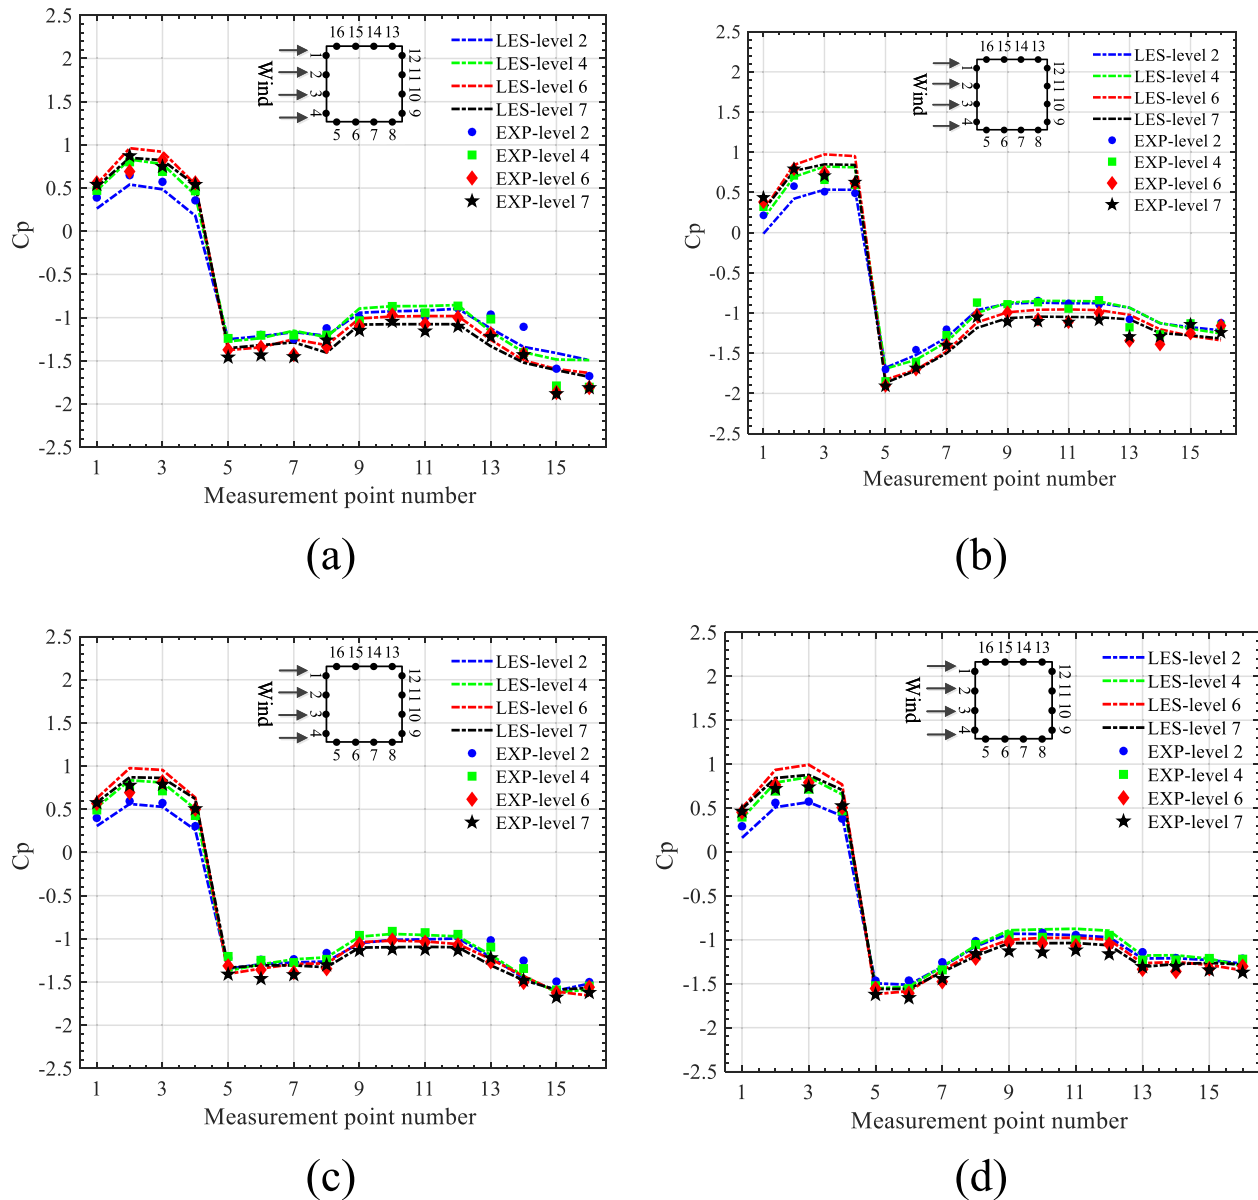 2.5
2
1.5
1
0.5
0
-0.5
-1
-1.5
-2
-2.5
Cp
16 15 14 13
1 2 3 4
Wind
12 11 10 9
5 6 7 8
LES-level 2
LES-level 4
LES-level 6
LES-level 7
EXP-level 2
EXP-level 4
EXP-level 6
EXP-level 7
1 3 5 7 9 11 13 15
Measurement point number
(a)
2.5
2
1.5
1
0.5
0
-0.5
-1
-1.5
-2
-2.5
Cp
16 15 14 13
1 2 3 4
Wind
12 11 10 9
5 6 7 8
LES-level 2
LES-level 4
LES-level 6
LES-level 7
EXP-level 2
EXP-level 4
EXP-level 6
EXP-level 7
1 3 5 7 9 11 13 15
Measurement point number
(b)
2.5
2
1.5
1
0.5
0
-0.5
-1
-1.5
-2
-2.5
Cp
16 15 14 13
1 2 3 4
Wind
12 11 10 9
5 6 7 8
LES-level 2
LES-level 4
LES-level 6
LES-level 7
EXP-level 2
EXP-level 4
EXP-level 6
EXP-level 7
1 3 5 7 9 11 13 15
Measurement point number
(c)
2.5
2
1.5
1
0.5
0
-0.5
-1
-1.5
-2
-2.5
Cp
16 15 14 13
1 2 3 4
Wind
12 11 10 9
5 6 7 8
LES-level 2
LES-level 4
LES-level 6
LES-level 7
EXP-level 2
EXP-level 4
EXP-level 6
EXP-level 7
1 3 5 7 9 11 13 15
Measurement point number
(d)